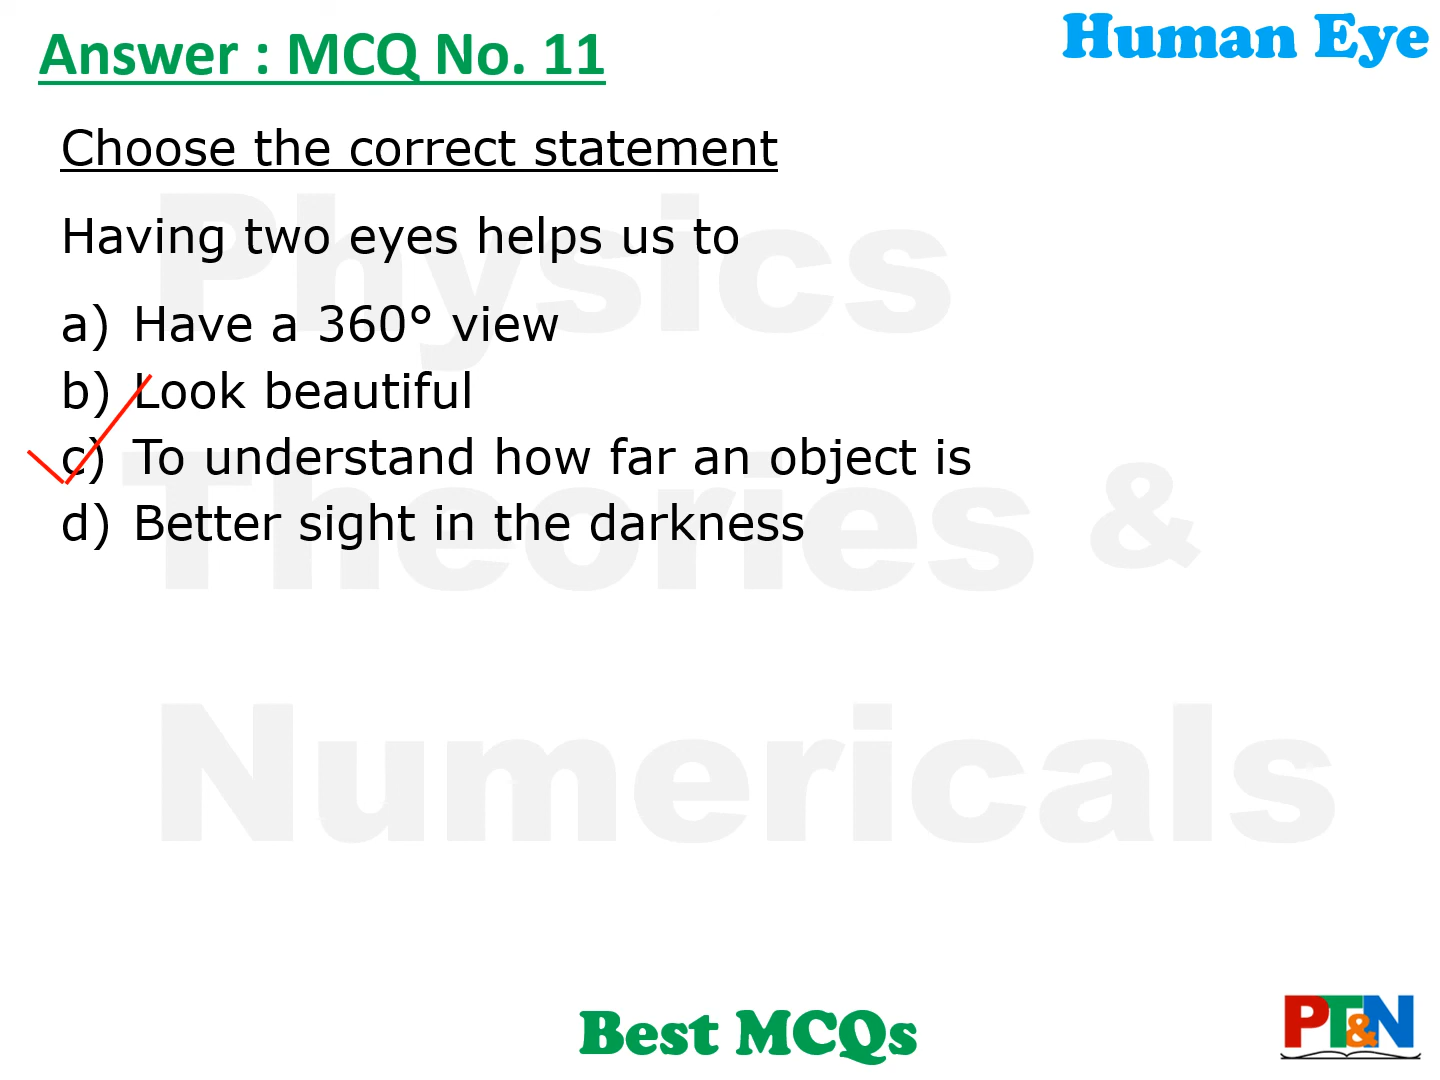 Answer : MCQ No. 11
Human Eye
Choose the correct statement
Having two eyes helps us to
a) Have a 360° view
b) Look beautiful
c) To understand how far an object is
d) Better sight in the darkness
Physics
Theories &
Numericals
Best MCQs
PT&N